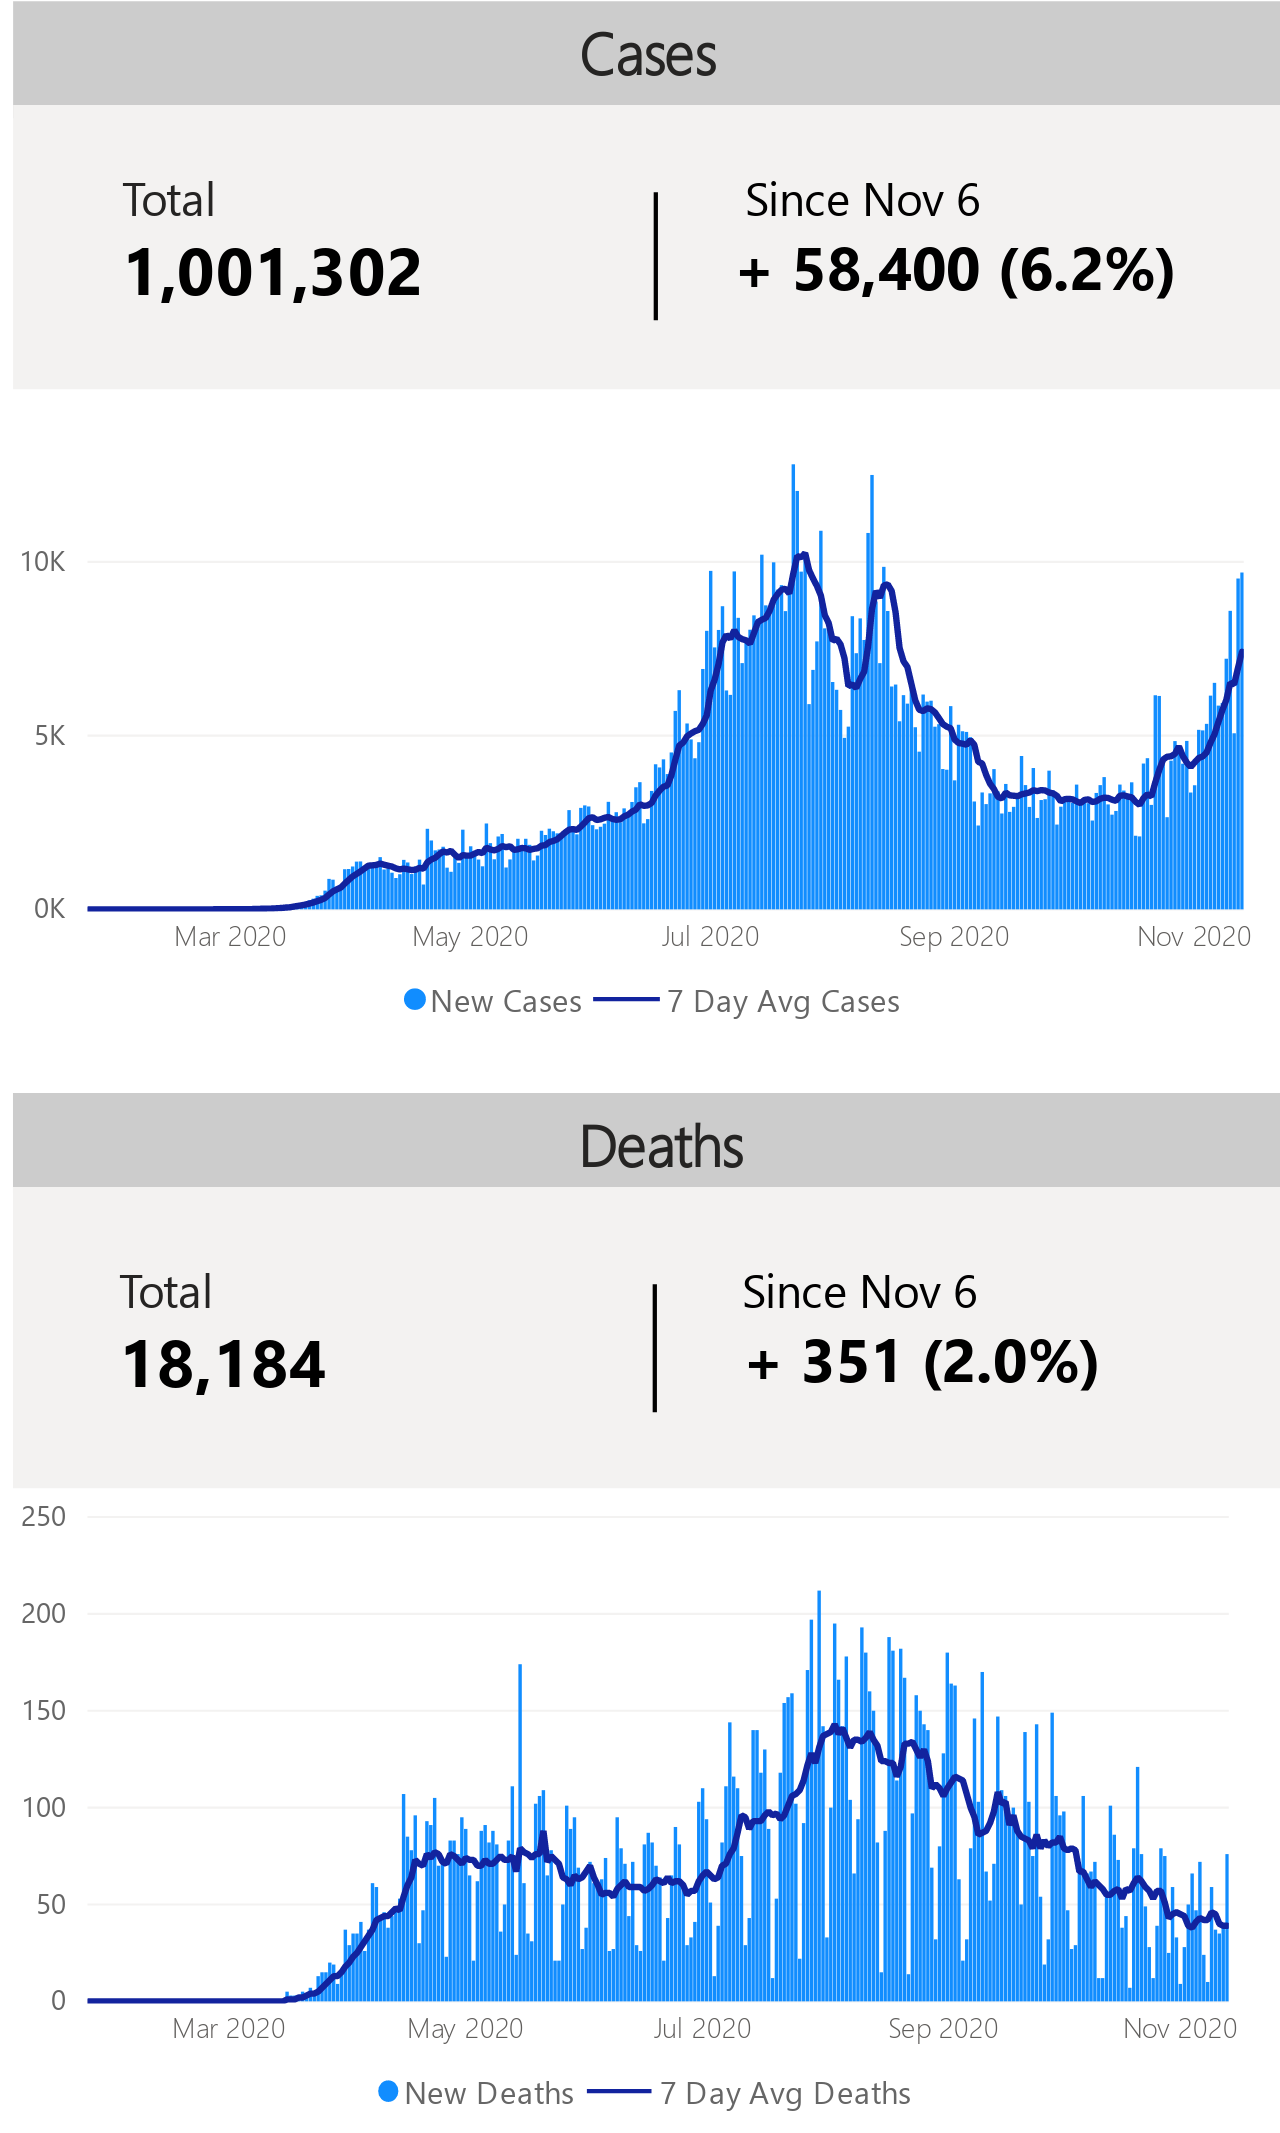 Cases
Total
Since Nov 6
1,001,302
+ 58,400 (6.2%)
10K
5K
0K
Mar 2020 May 2020 Jul 2020 Sep 2020 Nov 2020
New Cases 7 Day Avg Cases
Deaths
Total
Since Nov 6
18,184
+ 351 (2.0%)
250
200
150
100
50
0
Mar 2020 May 2020 Jul 2020 Sep 2020 Nov 2020
New Deaths 7 Day Avg Deaths